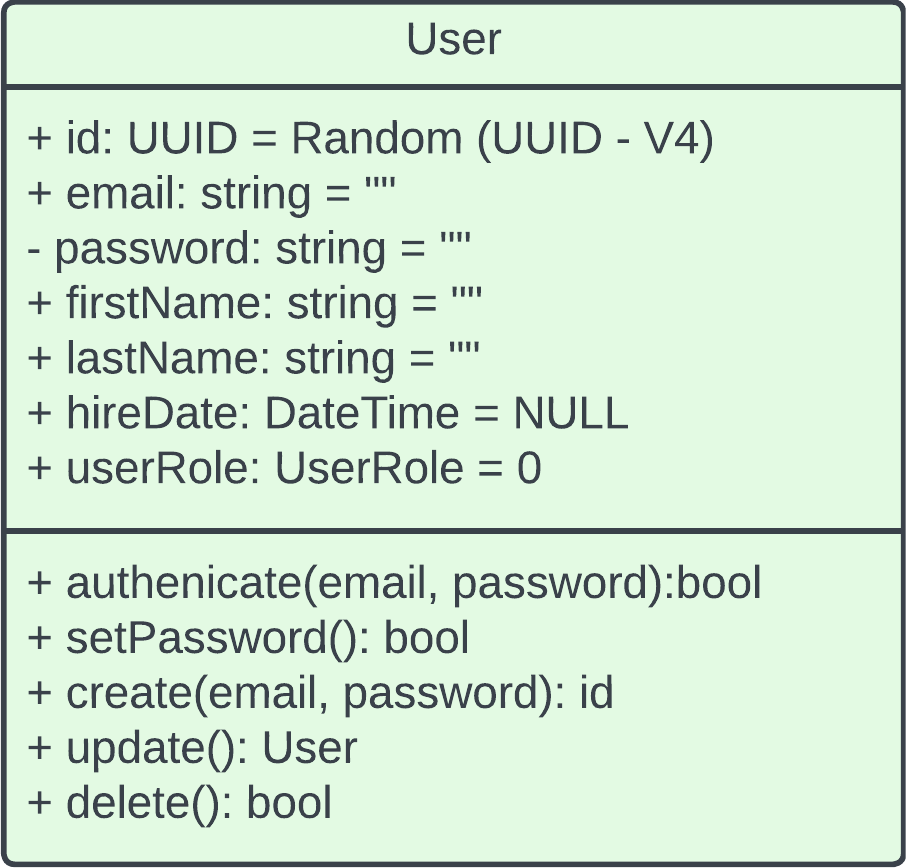 User
+ id: UUID = Random (UUID - V4)
+ email: string = ""
- password: string = ""
+ firstName: string = ""
+ lastName: string = ""
+ hireDate: DateTime = NULL
+ userRole: UserRole = 0
+ authenicate(email, password):bool
+ setPassword(): bool
+ create(email, password): id
+ update(): User
+ delete(): bool